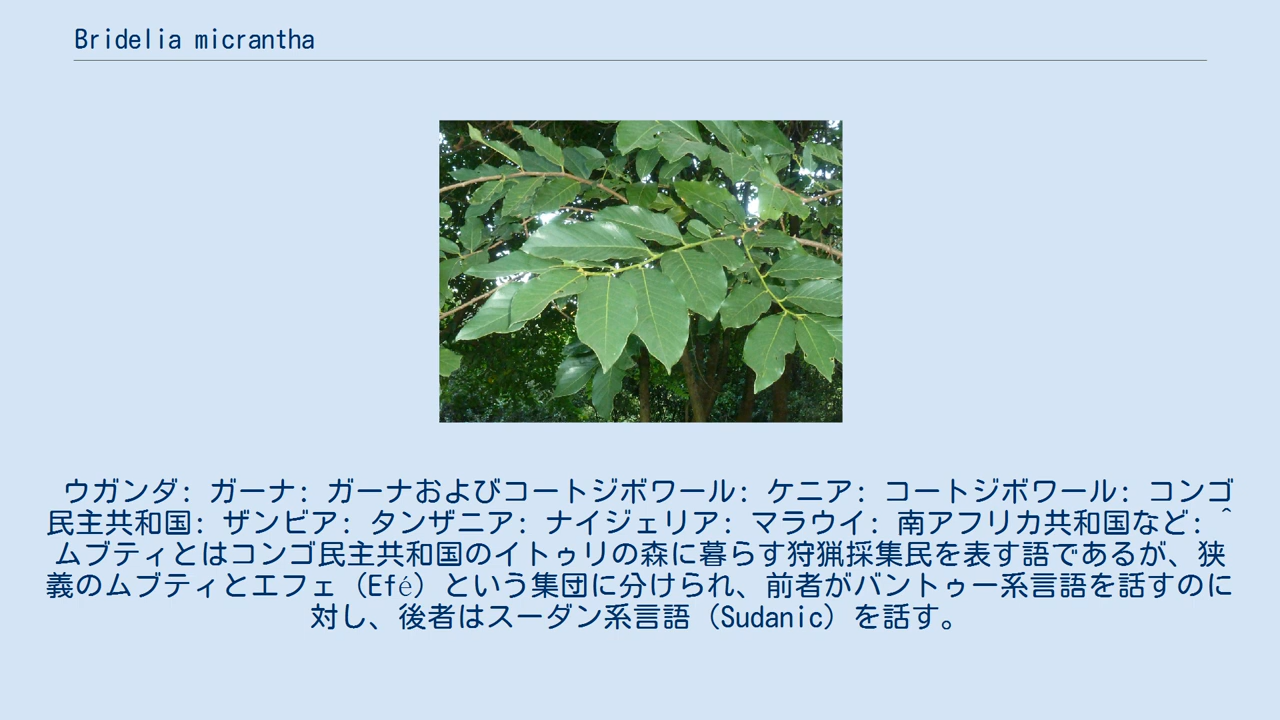 Bridelia micrantha
ウガンダ: ガーナ: ガーナおよびコートジボワール: ケニア: コートジボワール: コンゴ
民主共和国: ザンビア: タンザニア: ナイジェリア: マラウイ: 南アフリカ共和国など: ^
ムブティとはコンゴ民主共和国のイトゥリの森に暮らす狩猟採集民を表す語であるが、狭
義のムブティとエフェ（Efé）という集団に分けられ、前者がバントゥー系言語を話すのに
対し、後者はスーダン系言語（Sudanic）を話す。